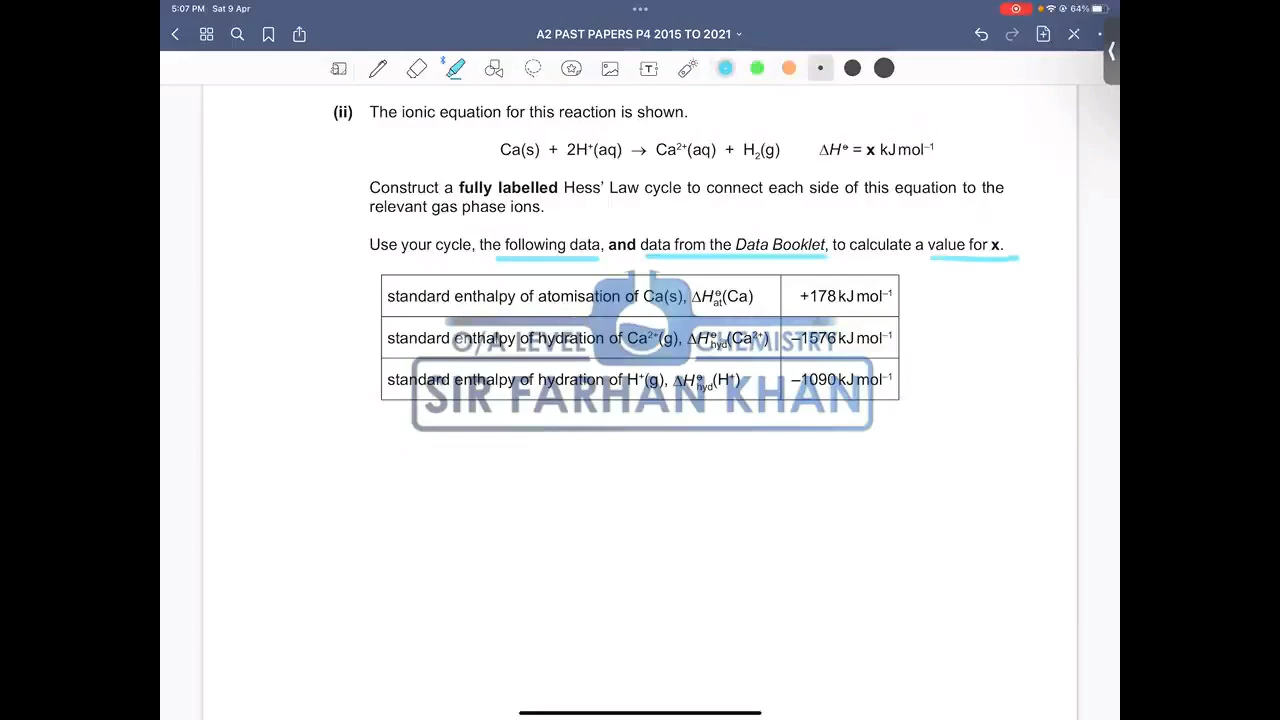 5:07 PM Sat 9 Apr
64%
A2 PAST PAPERS P4 2015 TO 2021
(ii) The ionic equation for this reaction is shown.
Ca(s) + 2H⁺(aq) → Ca²⁺(aq) + H₂(g) ΔH⦵ = x kJ mol⁻¹
Construct a fully labelled Hess' Law cycle to connect each side of this equation to the
relevant gas phase ions.
Use your cycle, the following data, and data from the Data Booklet, to calculate a value for x.
standard enthalpy of atomisation of Ca(s), ΔH⦵at(Ca) +178 kJ mol⁻¹
standard enthalpy of hydration of Ca²⁺(g), ΔH⦵hyd(Ca²⁺) –1576 kJ mol⁻¹
standard enthalpy of hydration of H⁺(g), ΔH⦵hyd(H⁺) –1090 kJ mol⁻¹
O/A LEVEL CHEMISTRY
SIR FARHAN KHAN